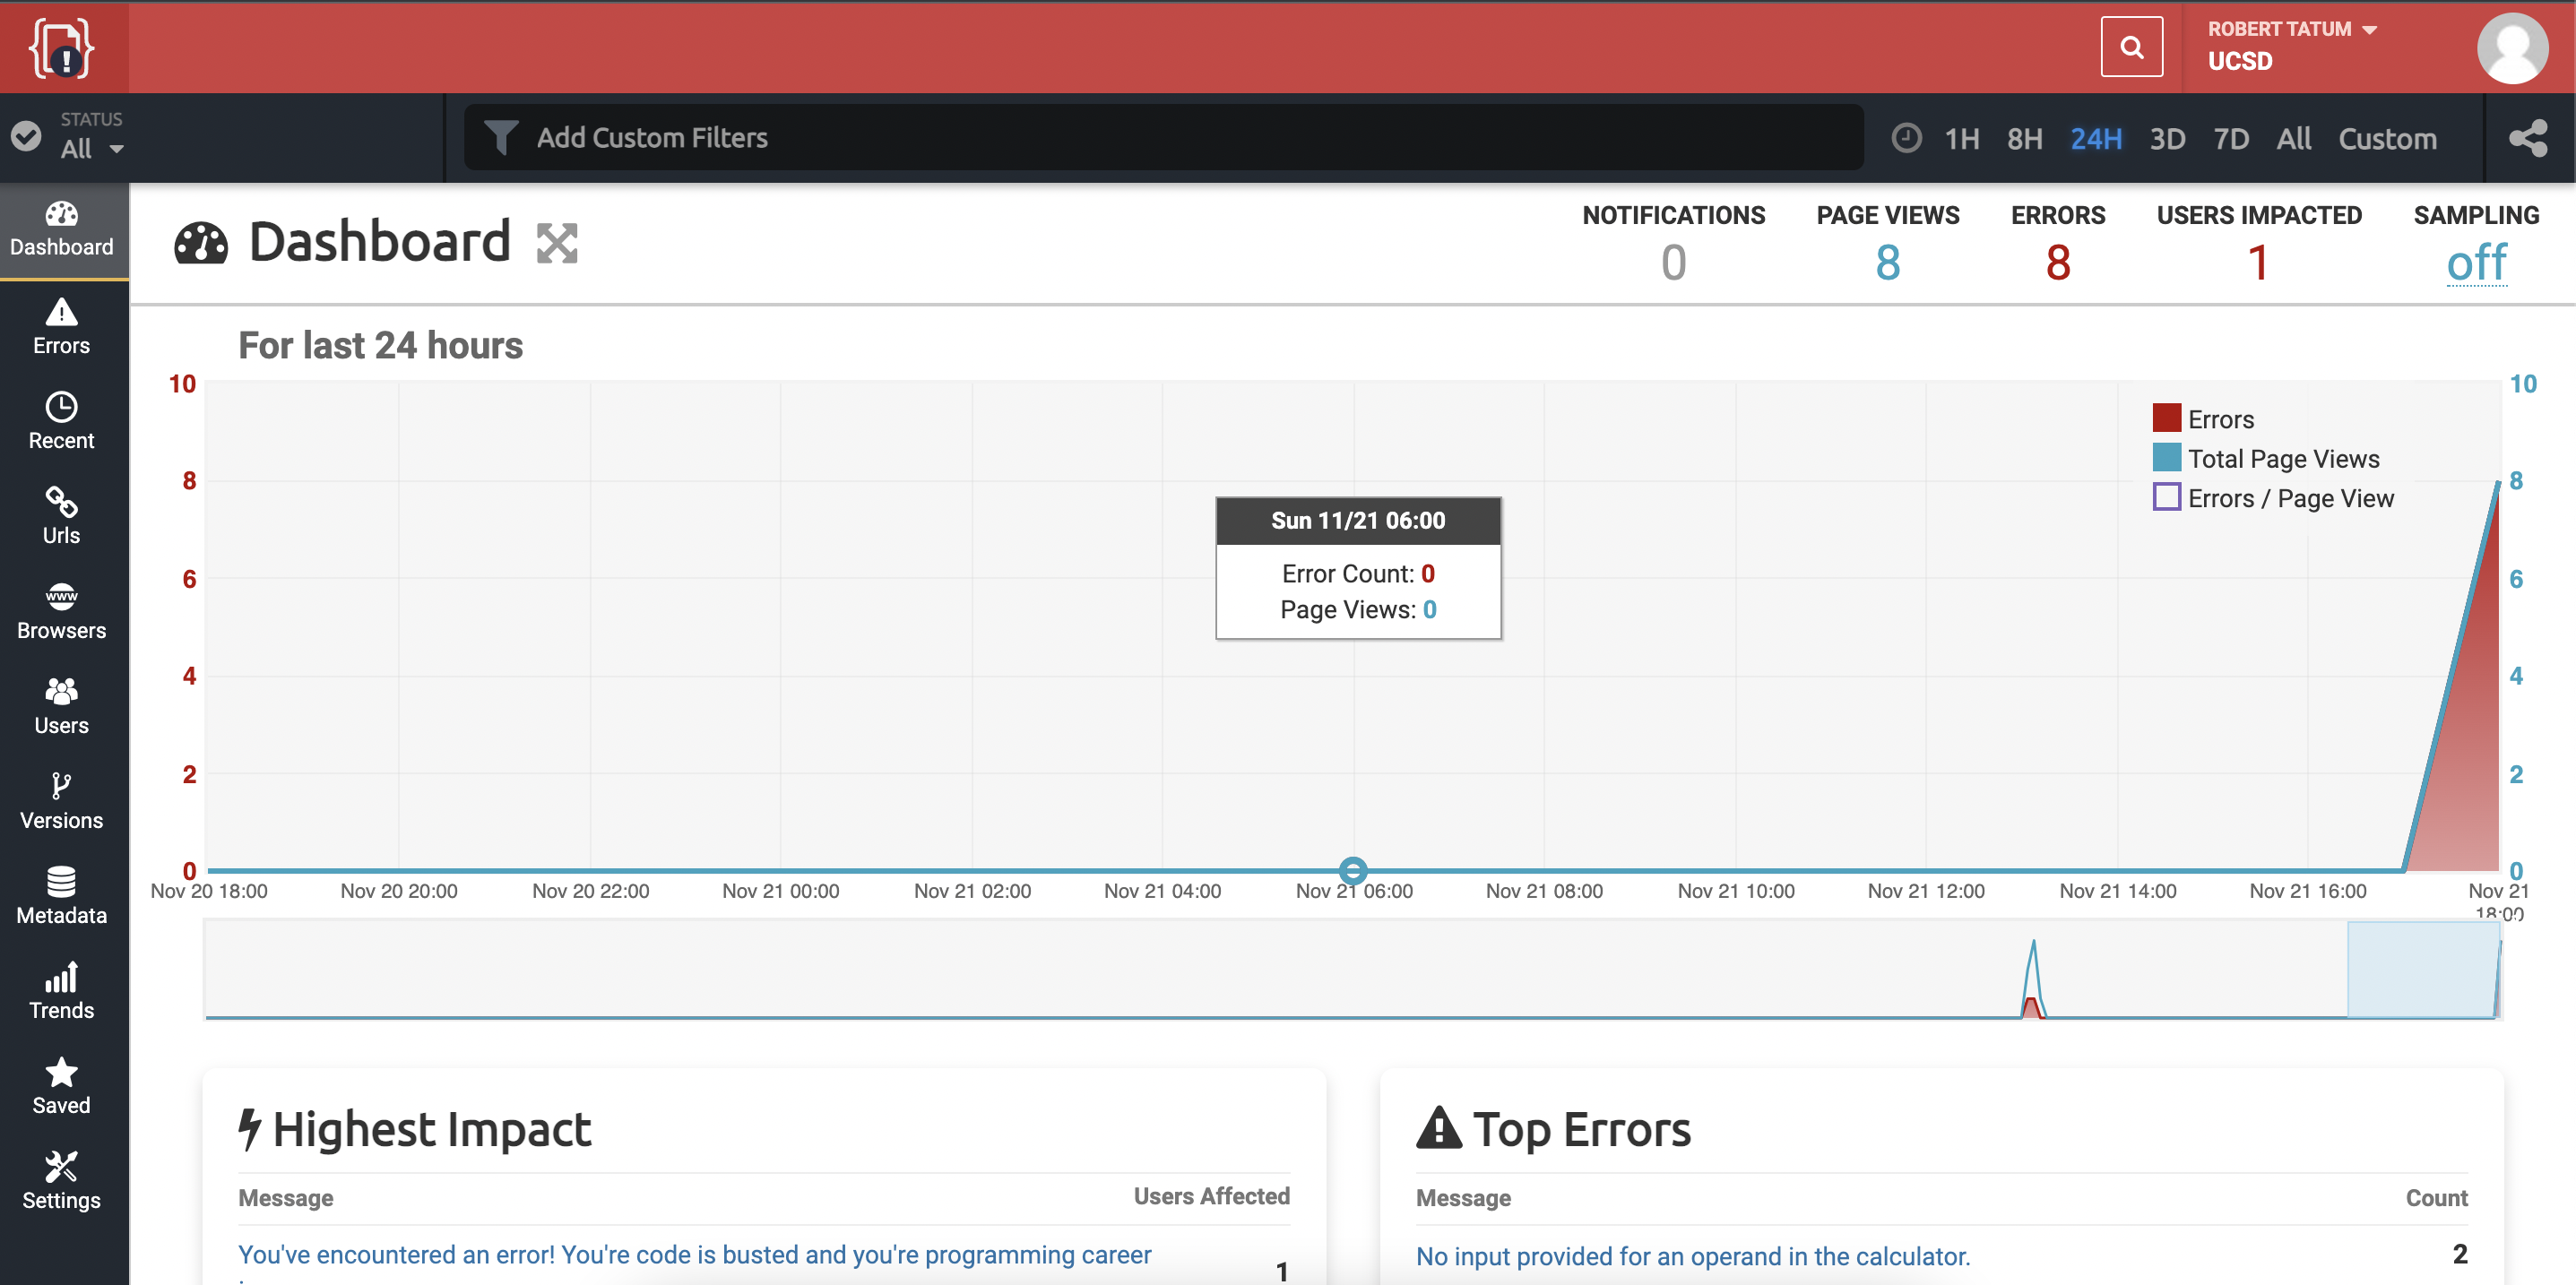 ROBERT TATUM
UCSD
STATUS
All
Add Custom Filters
1H 8H 24H 3D 7D All Custom
Dashboard
Errors
Recent
Urls
www
Browsers
Users
Versions
Metadata
Trends
Saved
Settings
Dashboard
NOTIFICATIONS
0
PAGE VIEWS
8
ERRORS
8
USERS IMPACTED
1
SAMPLING
off
For last 24 hours
10
8
6
4
2
0
10
8
6
4
2
0
Errors
Total Page Views
Errors / Page View
Sun 11/21 06:00
Error Count: 0
Page Views: 0
Nov 20 18:00
Nov 20 20:00
Nov 20 22:00
Nov 21 00:00
Nov 21 02:00
Nov 21 04:00
Nov 21 06:00
Nov 21 08:00
Nov 21 10:00
Nov 21 12:00
Nov 21 14:00
Nov 21 16:00
Nov 21
18:00
Highest Impact
Message Users Affected
You've encountered an error! You're code is busted and you're programming career
1
Top Errors
Message Count
No input provided for an operand in the calculator. 2